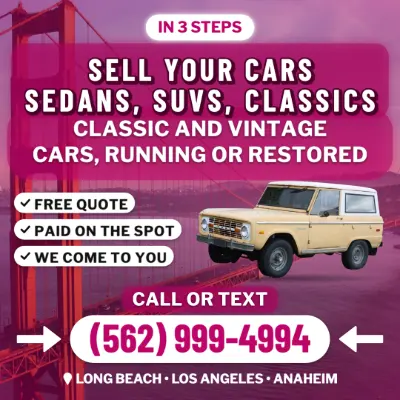 IN 3 STEPS
SELL YOUR CARS
SEDANS, SUVS, CLASSICS
CLASSIC AND VINTAGE
CARS, RUNNING OR RESTORED
✓ FREE QUOTE
✓ PAID ON THE SPOT
✓ WE COME TO YOU
CALL OR TEXT
(562) 999-4994
LONG BEACH • LOS ANGELES • ANAHEIM